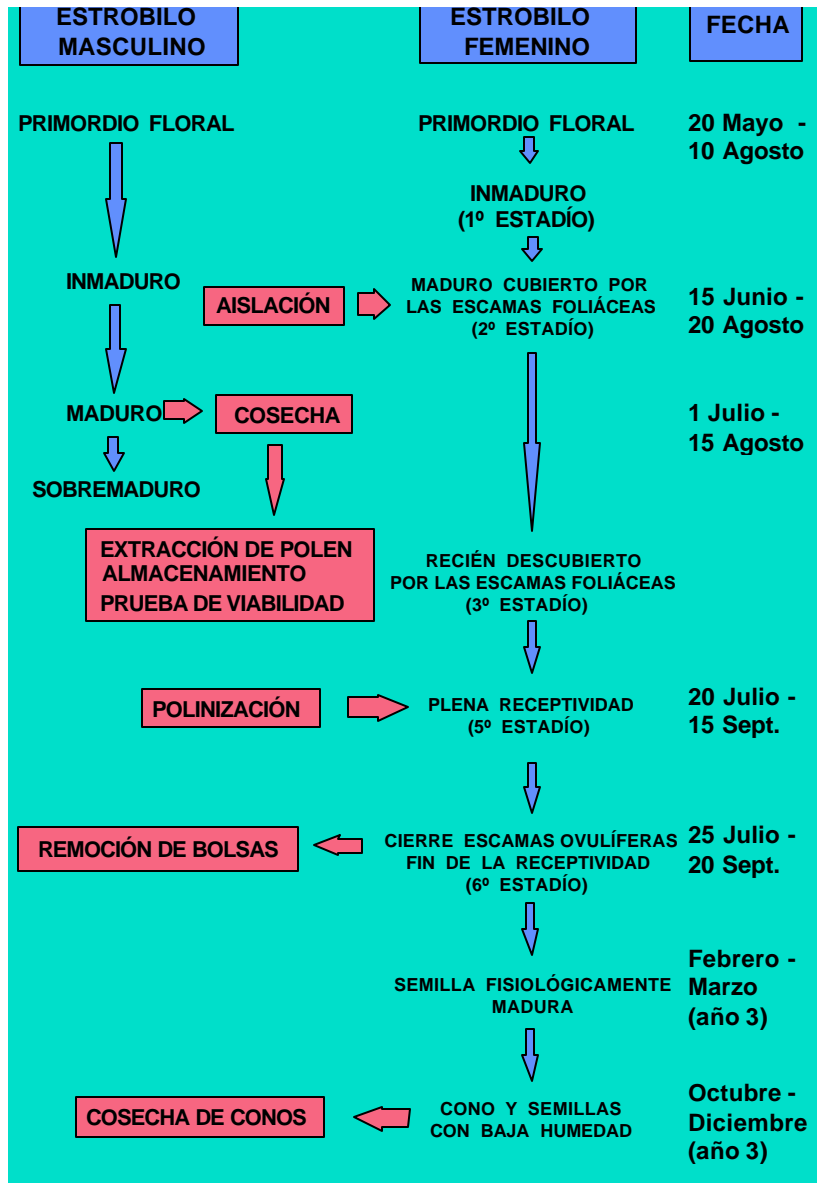 ESTRÓBILO
MASCULINO
ESTRÓBILO
FEMENINO
FECHA
PRIMORDIO FLORAL
PRIMORDIO FLORAL
20 Mayo -
10 Agosto
INMADURO
(1º ESTADÍO)
INMADURO
AISLACIÓN
MADURO CUBIERTO POR
LAS ESCAMAS FOLIÁCEAS
(2º ESTADÍO)
15 Junio -
20 Agosto
MADURO
COSECHA
1 Julio -
15 Agosto
SOBREMADURO
EXTRACCIÓN DE POLEN
ALMACENAMIENTO
PRUEBA DE VIABILIDAD
RECIÉN DESCUBIERTO
POR LAS ESCAMAS FOLIÁCEAS
(3º ESTADÍO)
POLINIZACIÓN
PLENA RECEPTIVIDAD
(5º ESTADÍO)
20 Julio -
15 Sept.
REMOCIÓN DE BOLSAS
CIERRE ESCAMAS OVULÍFERAS
FIN DE LA RECEPTIVIDAD
(6º ESTADÍO)
25 Julio -
20 Sept.
SEMILLA FISIOLÓGICAMENTE
MADURA
Febrero -
Marzo
(año 3)
COSECHA DE CONOS
CONO Y SEMILLAS
CON BAJA HUMEDAD
Octubre -
Diciembre
(año 3)